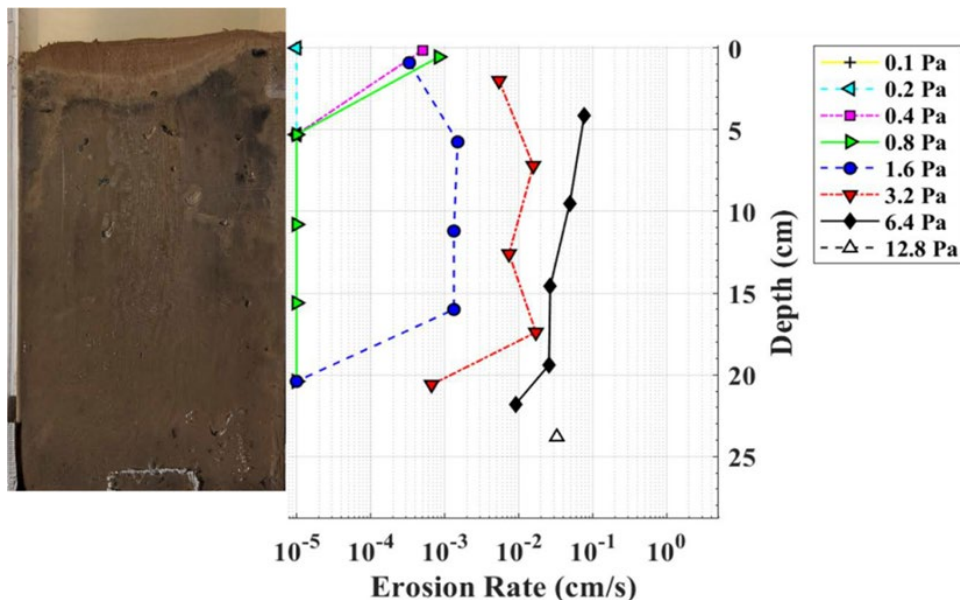 0
5
10
15
20
25
Depth (cm)
10⁻⁵ 10⁻⁴ 10⁻³ 10⁻² 10⁻¹ 10⁰
Erosion Rate (cm/s)
0.1 Pa
0.2 Pa
0.4 Pa
0.8 Pa
1.6 Pa
3.2 Pa
6.4 Pa
12.8 Pa